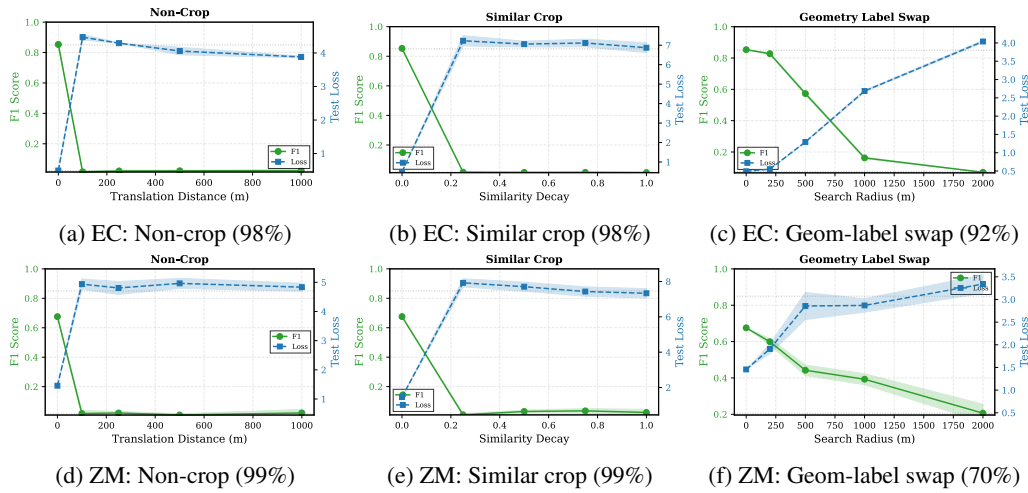 Non-Crop
1.0
0.8
0.6
0.4
0.2
F1 Score
4
3
2
1
Test Loss
F1
Loss
0 200 400 600 800 1000
Translation Distance (m)
(a) EC: Non-crop (98%)
Similar Crop
1.0
0.8
0.6
0.4
0.2
F1 Score
7
6
5
4
3
2
1
Test Loss
F1
Loss
0.0 0.2 0.4 0.6 0.8 1.0
Similarity Decay
(b) EC: Similar crop (98%)
Geometry Label Swap
1.0
0.8
0.6
0.4
0.2
F1 Score
4.0
3.5
3.0
2.5
2.0
1.5
1.0
0.5
Test Loss
F1
Loss
0 250 500 750 1000 1250 1500 1750 2000
Search Radius (m)
(c) EC: Geom-label swap (92%)
Non-Crop
1.0
0.8
0.6
0.4
0.2
F1 Score
5
4
3
2
1
Test Loss
F1
Loss
0 200 400 600 800 1000
Translation Distance (m)
(d) ZM: Non-crop (99%)
Similar Crop
1.0
0.8
0.6
0.4
0.2
F1 Score
8
6
4
2
Test Loss
F1
Loss
0.0 0.2 0.4 0.6 0.8 1.0
Similarity Decay
(e) ZM: Similar crop (99%)
Geometry Label Swap
1.0
0.8
0.6
0.4
0.2
F1 Score
3.5
3.0
2.5
2.0
1.5
1.0
0.5
Test Loss
F1
Loss
0 250 500 750 1000 1250 1500 1750 2000
Search Radius (m)
(f) ZM: Geom-label swap (70%)